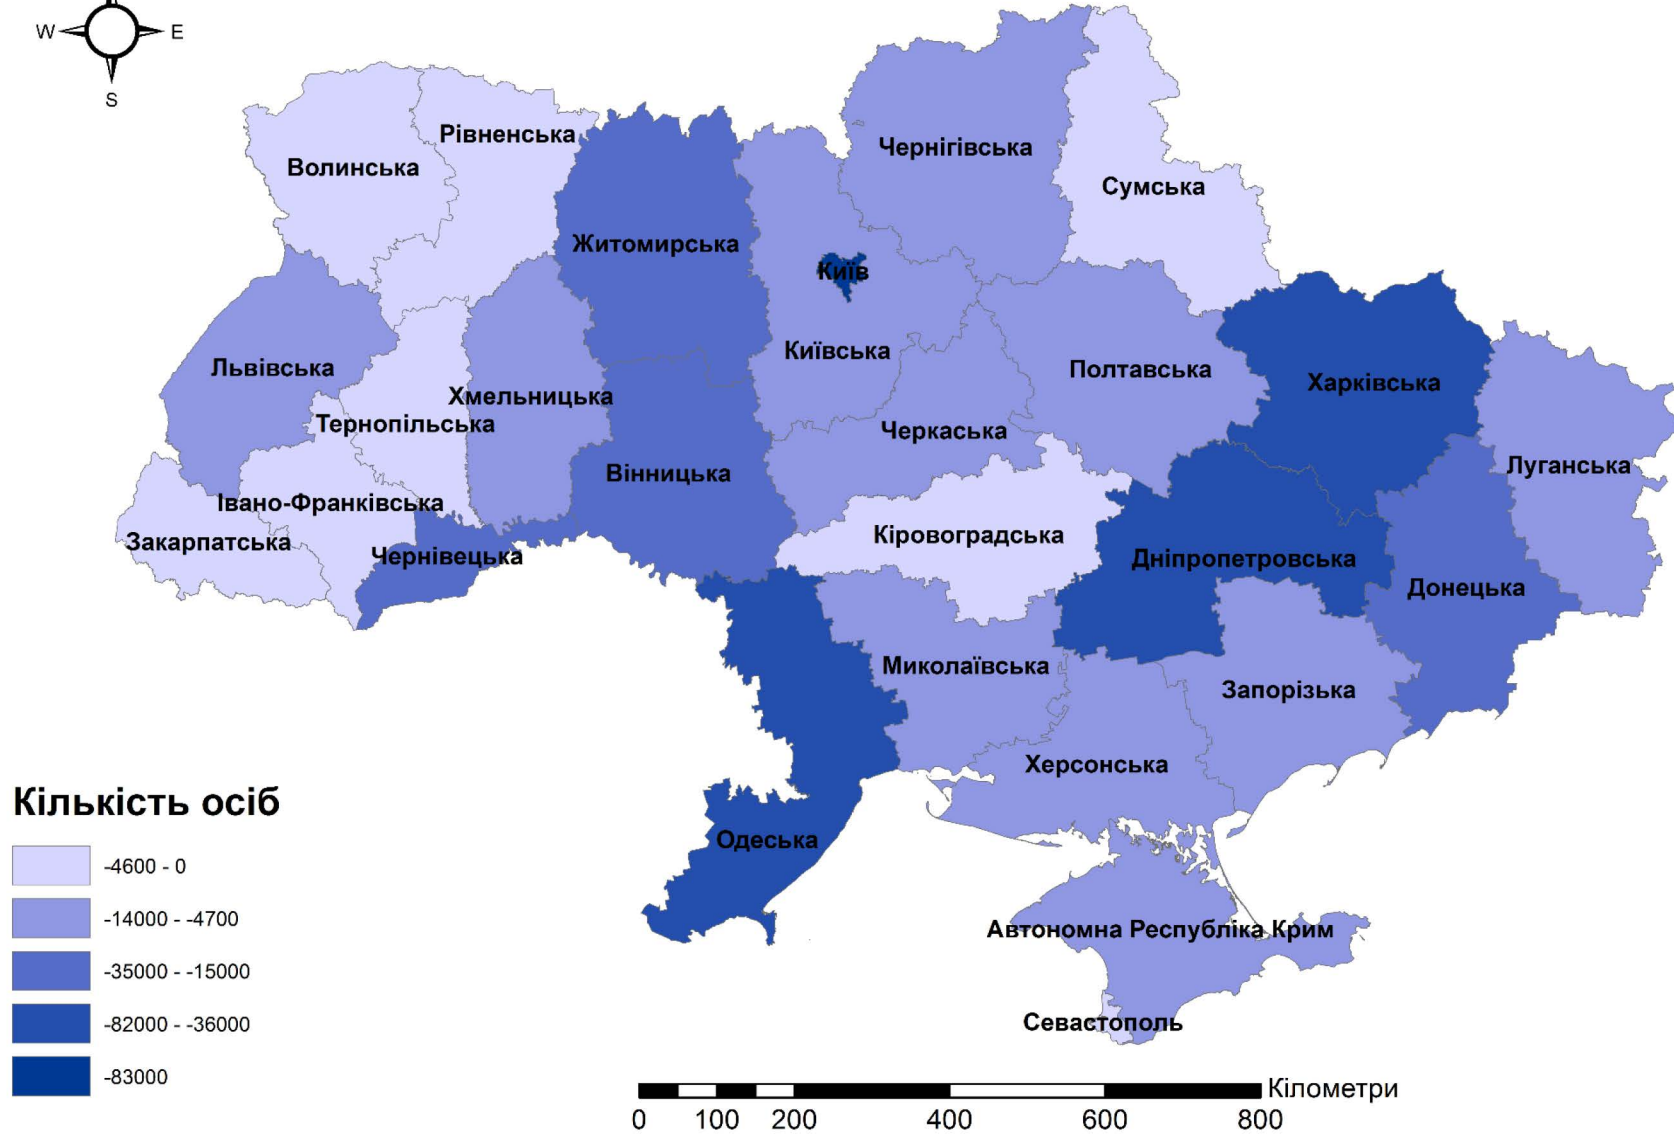 W
E
S
Рівненська
Волинська
Чернігівська
Сумська
Житомирська
Київ
Київська
Львівська
Полтавська
Харківська
Хмельницька
Тернопільська
Черкаська
Вінницька
Луганська
Івано-Франківська
Закарпатська
Чернівецька
Кіровоградська
Дніпропетровська
Донецька
Миколаївська
Запорізька
Херсонська
Одеська
Автономна Республіка Крим
Севастополь
Кількість осіб
-4600 - 0
-14000 - -4700
-35000 - -15000
-82000 - -36000
-83000
Кілометри
0 100 200 400 600 800